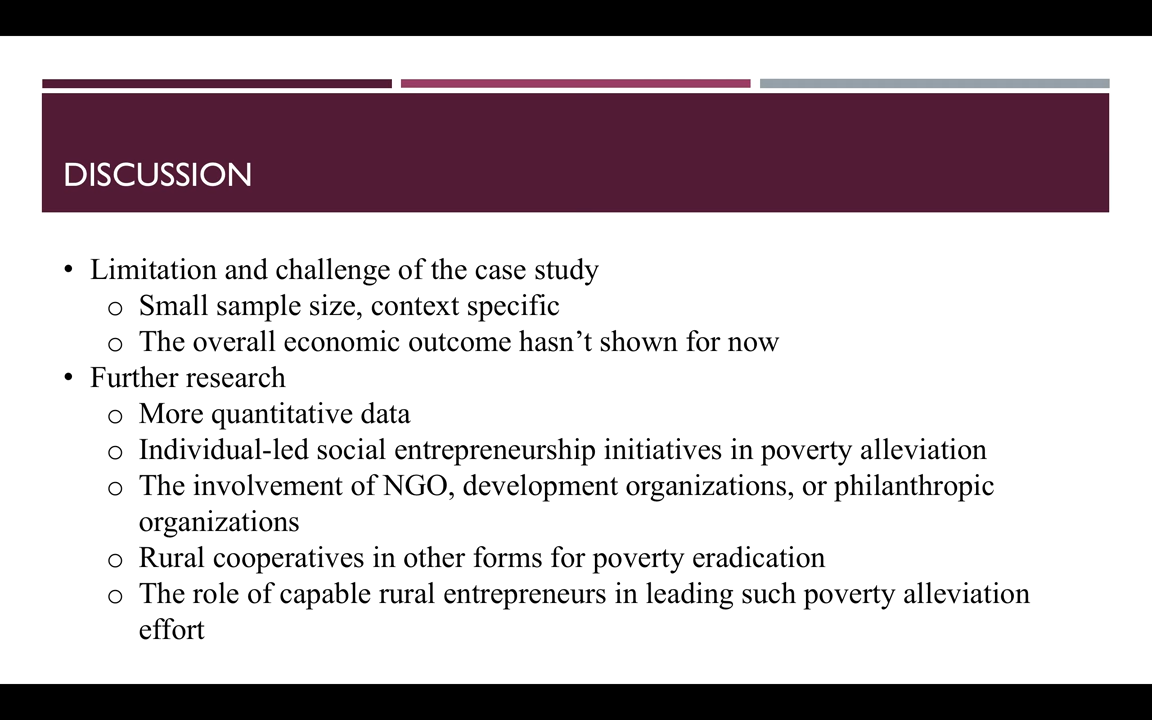 DISCUSSION
• Limitation and challenge of the case study
o Small sample size, context specific
o The overall economic outcome hasn’t shown for now
• Further research
o More quantitative data
o Individual-led social entrepreneurship initiatives in poverty alleviation
o The involvement of NGO, development organizations, or philanthropic
organizations
o Rural cooperatives in other forms for poverty eradication
o The role of capable rural entrepreneurs in leading such poverty alleviation
effort